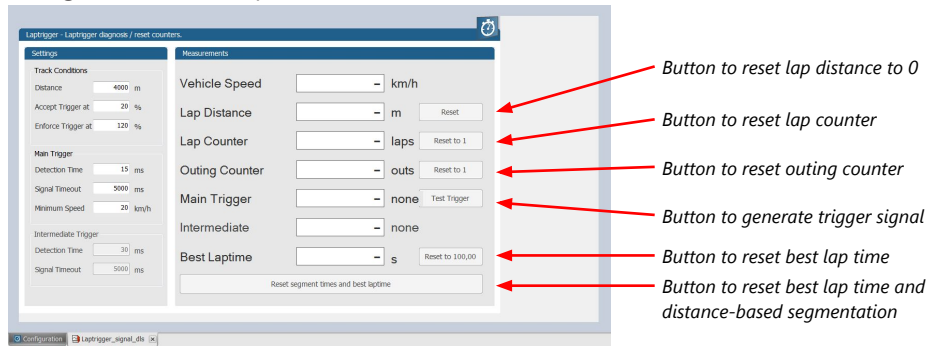 Laptrigger - Laptrigger diagnosis / reset counters.
Settings
Measurements
Track Conditions
Distance 4000 m
Accept Trigger at 20 %
Enforce Trigger at 120 %
Main Trigger
Detection Time 15 ms
Signal Timeout 5000 ms
Minimum Speed 20 km/h
Intermediate Trigger
Detection Time 30 ms
Signal Timeout 5000 ms
Vehicle Speed – km/h
Lap Distance – m Reset
Lap Counter – laps Reset to 1
Outing Counter – outs Reset to 1
Main Trigger – none Test Trigger
Intermediate – none
Best Laptime – s Reset to 100,00
Reset segment times and best laptime
Button to reset lap distance to 0
Button to reset lap counter
Button to reset outing counter
Button to generate trigger signal
Button to reset best lap time
Button to reset best lap time and
distance-based segmentation
Configuration Laptrigger_signal_dls